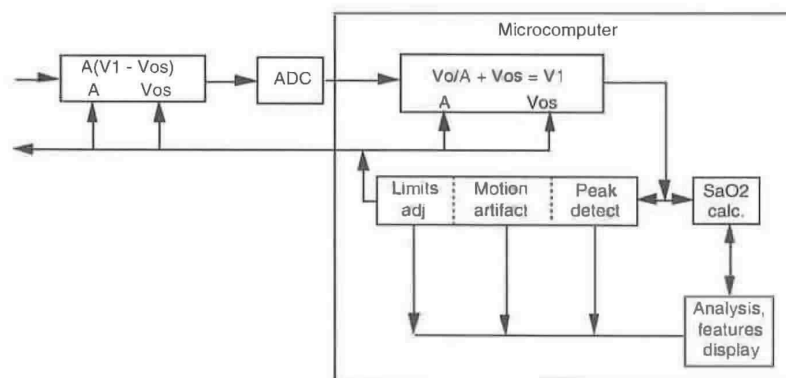 Microcomputer
A(V1 - Vos)
A Vos
ADC
Vo/A + Vos = V1
A Vos
Limits adj
Motion artifact
Peak detect
SaO2
calc.
Analysis,
features
display